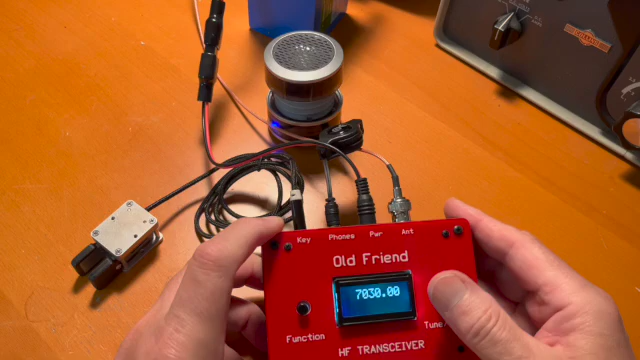 Key Phones Pwr Ant
Old Friend
7030.00
Function
Tune
HF TRANSCEIVER